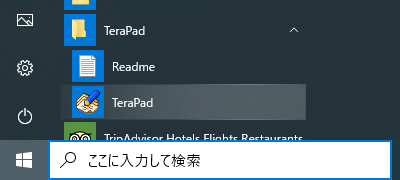 TeraPad
Readme
TeraPad
TripAdvisor Hotels Flights Restaurants
ここに入力して検索